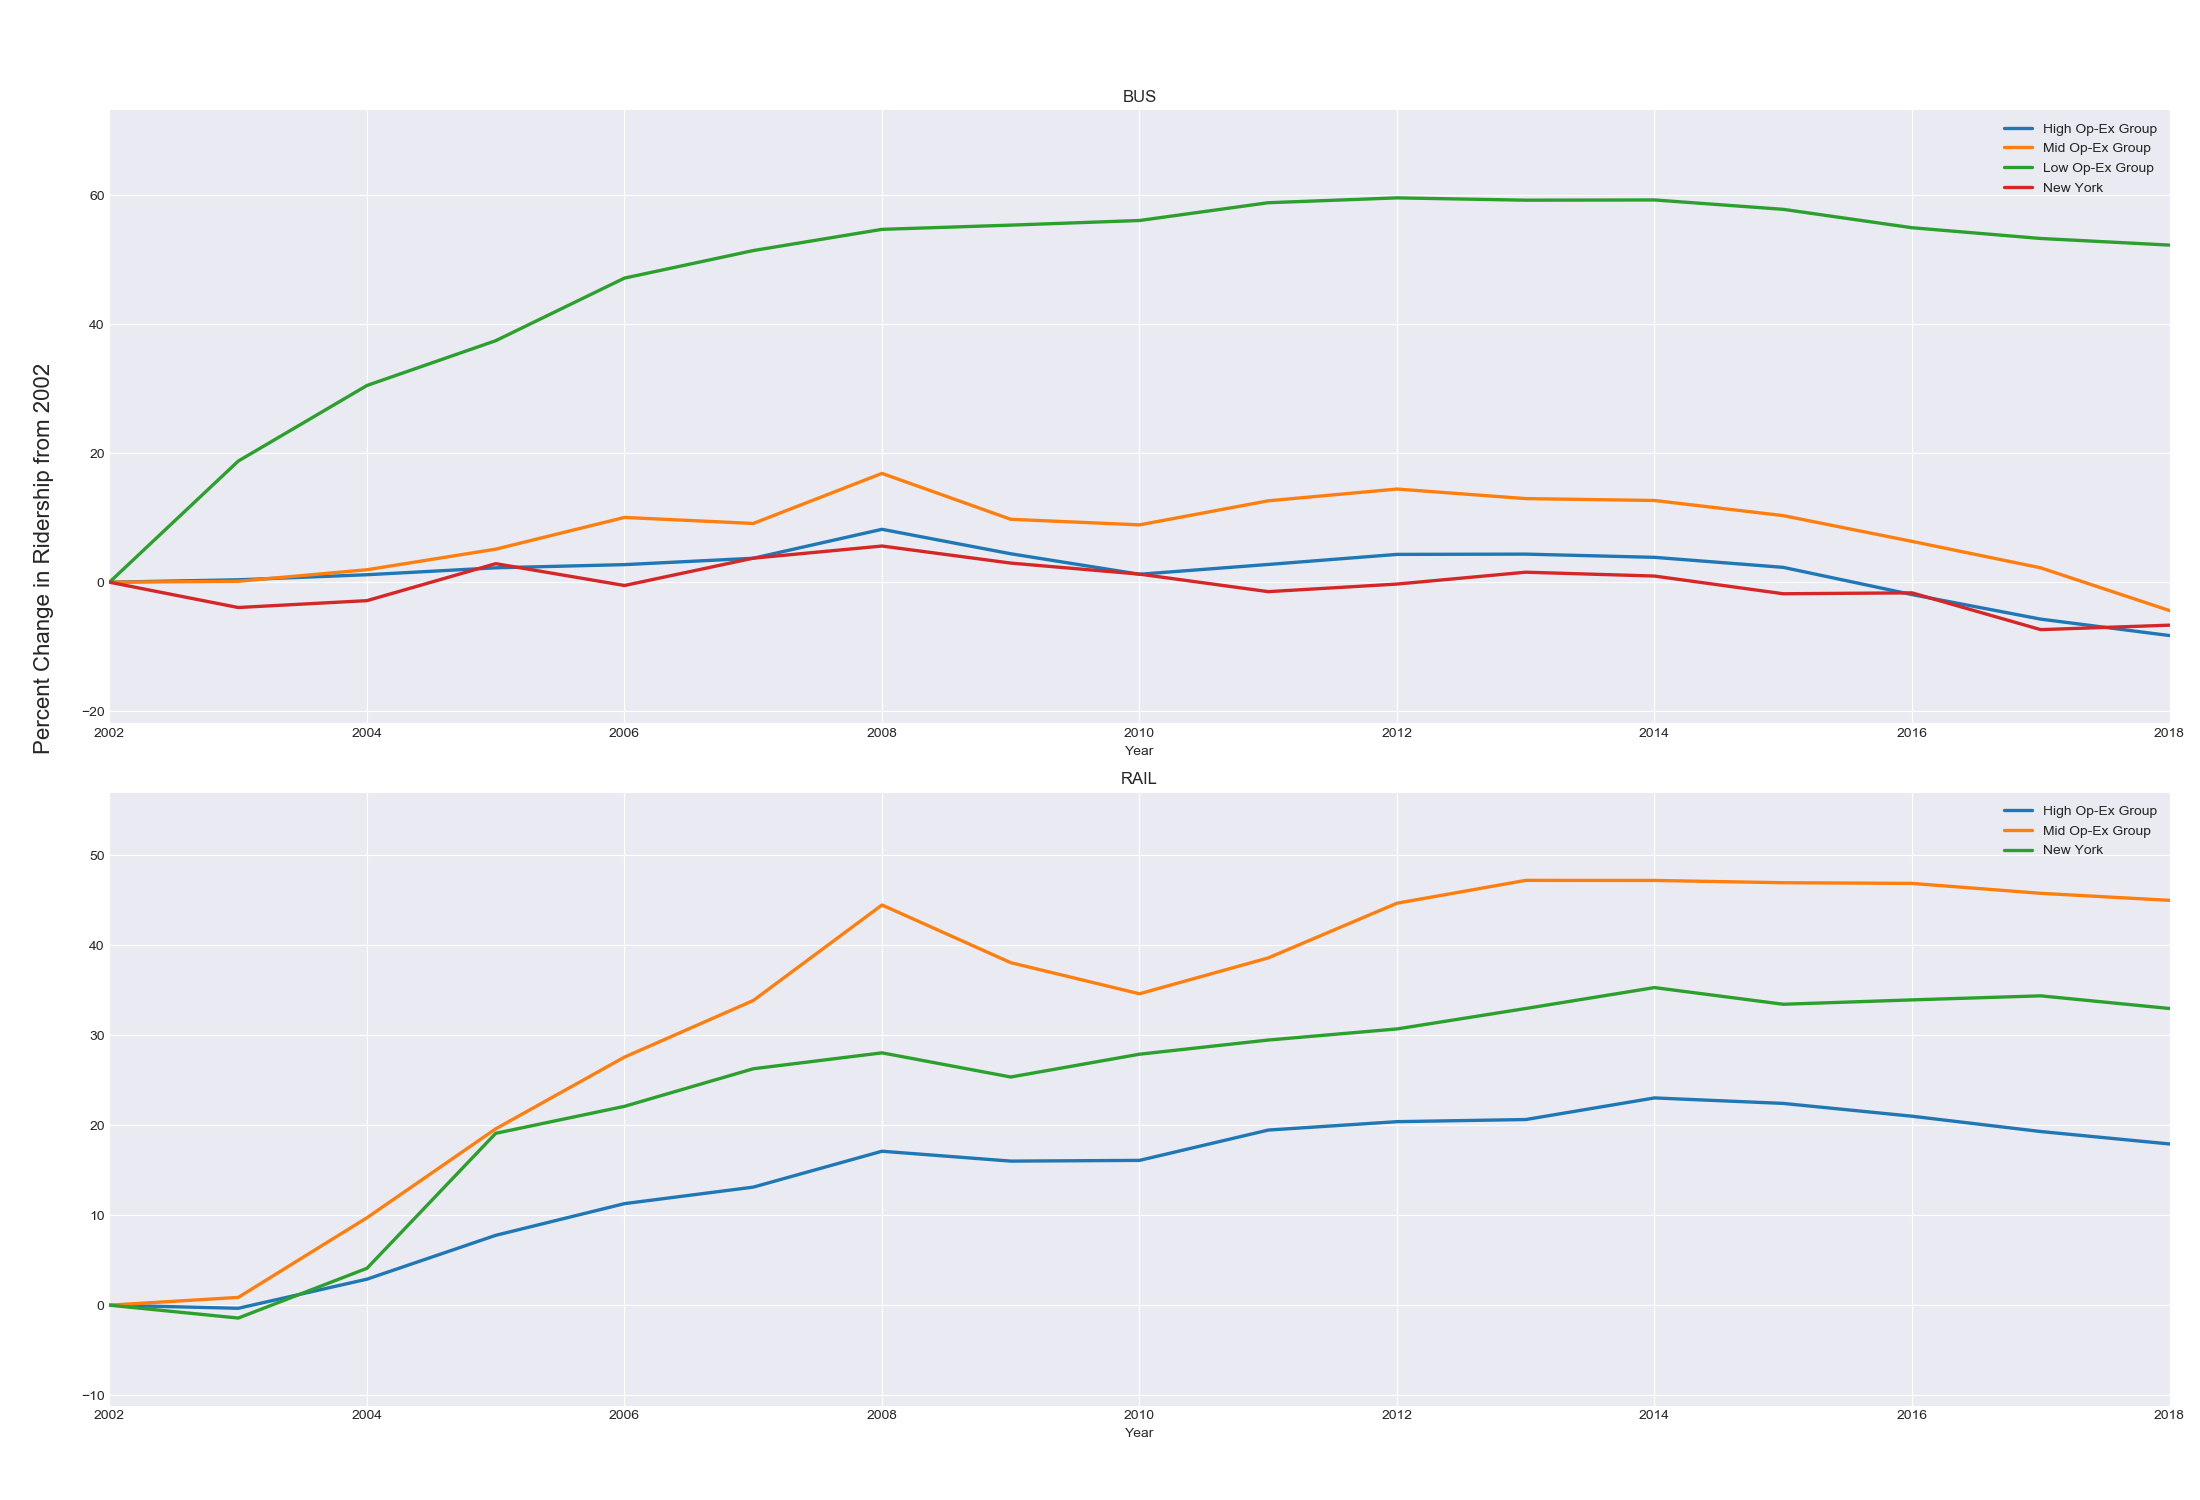 BUS
High Op-Ex Group
Mid Op-Ex Group
Low Op-Ex Group
New York
60
40
20
0
−20
2002 2004 2006 2008 2010 2012 2014 2016 2018
Year
Percent Change in Ridership from 2002
RAIL
High Op-Ex Group
Mid Op-Ex Group
New York
50
40
30
20
10
0
−10
2002 2004 2006 2008 2010 2012 2014 2016 2018
Year